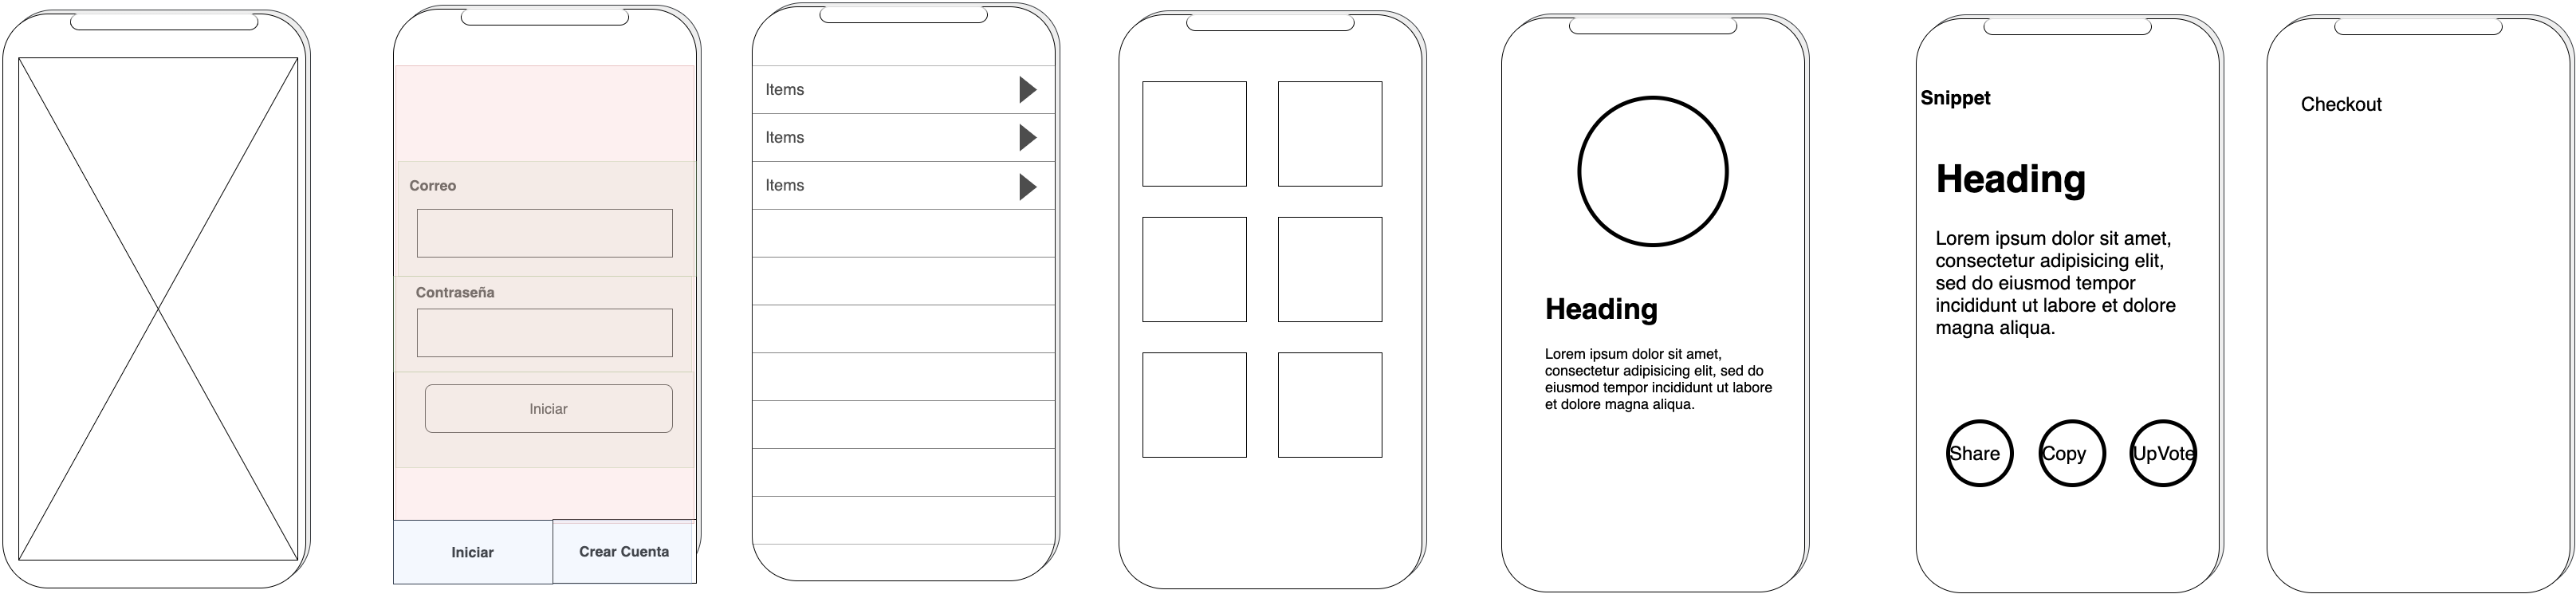 Correo
Contraseña
Iniciar
Iniciar
Crear Cuenta
Items
Items
Items
Heading
Lorem ipsum dolor sit amet,
consectetur adipisicing elit, sed do
eiusmod tempor incididunt ut labore
et dolore magna aliqua.
Snippet
Heading
Lorem ipsum dolor sit amet,
consectetur adipisicing elit,
sed do eiusmod tempor
incididunt ut labore et dolore
magna aliqua.
Share
Copy
UpVote
Checkout